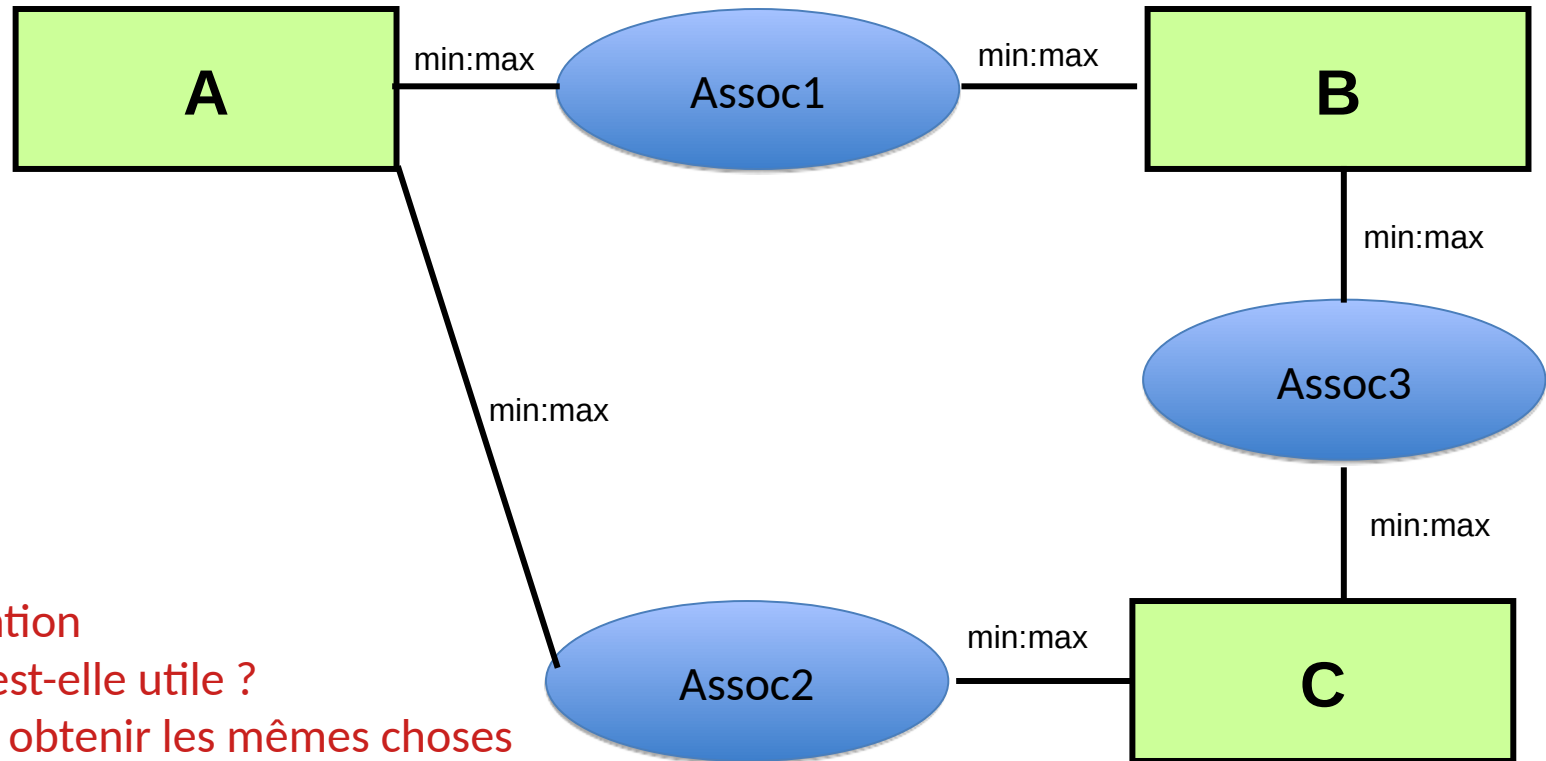 A
min:max
Assoc1
min:max
B
min:max
Assoc3
min:max
min:max
Assoc2
min:max
C
est-elle utile ?
obtenir les mêmes choses